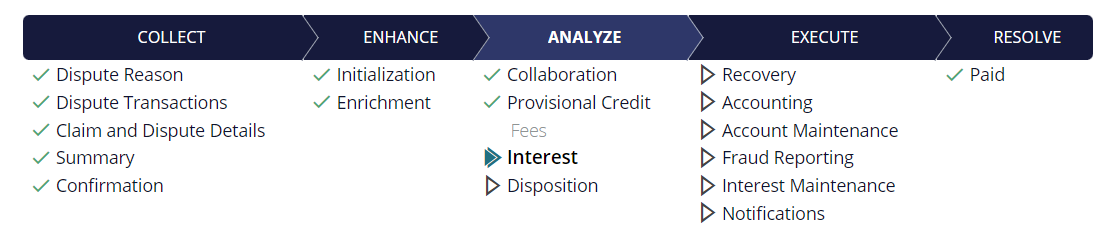 COLLECT
ENHANCE
ANALYZE
EXECUTE
RESOLVE
Dispute Reason
Dispute Transactions
Claim and Dispute Details
Summary
Confirmation
Initialization
Enrichment
Collaboration
Provisional Credit
Fees
Interest
Disposition
Recovery
Accounting
Account Maintenance
Fraud Reporting
Interest Maintenance
Notifications
Paid